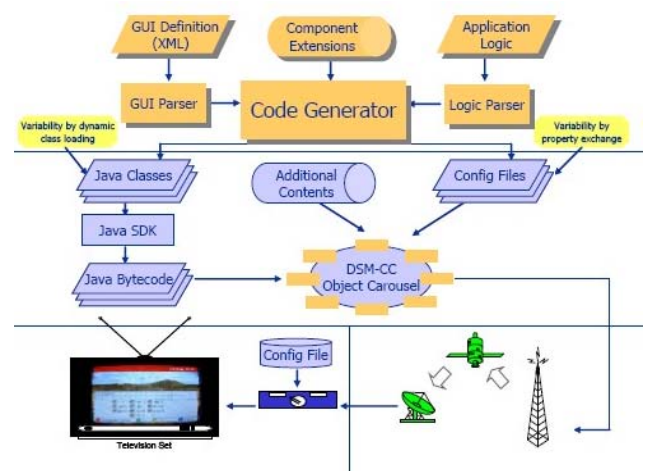 GUI Definition
(XML)
Component
Extensions
Application
Logic
GUI Parser
Code Generator
Logic Parser
Variability by dynamic
class loading
Variability by
property exchange
Java Classes
Additional
Contents
Config Files
Java SDK
Java Bytecode
DSM-CC
Object Carousel
Config File
Television Set